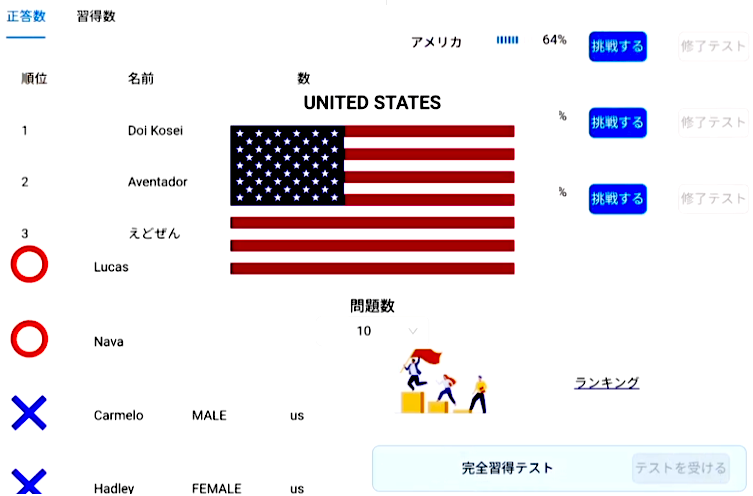 正答数 習得数
アメリカ 64% 挑戦する 修了テスト
順位 名前 数
UNITED STATES
% 挑戦する 修了テスト
1 Doi Kosei
2 Aventador
% 挑戦する 修了テスト
3 えどぜん
Lucas
問題数
10
Nava
ランキング
Carmelo MALE us
完全習得テスト テストを受ける
Hadley FEMALE us